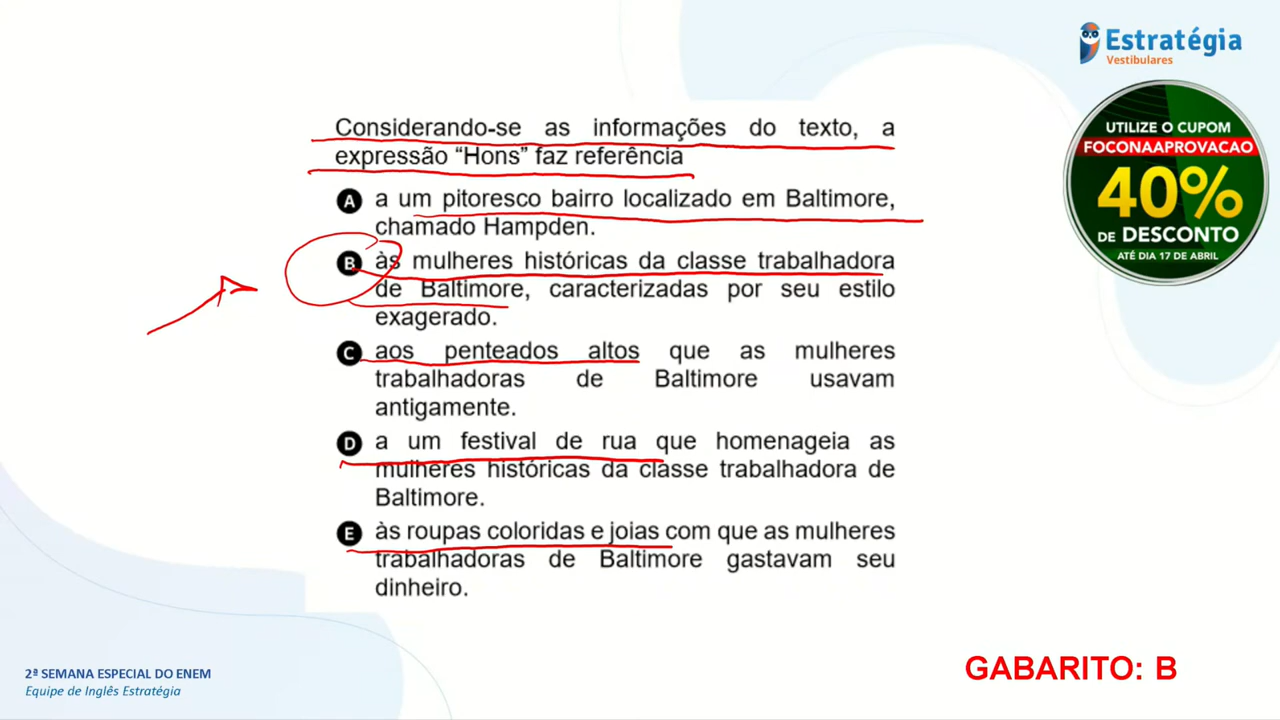 Estratégia
Vestibulares
UTILIZE O CUPOM
FOCONAAPROVACAO
40%
DE DESCONTO
ATÉ DIA 17 DE ABRIL
Considerando-se as informações do texto, a
expressão “Hons” faz referência
A a um pitoresco bairro localizado em Baltimore,
chamado Hampden.
B às mulheres históricas da classe trabalhadora
de Baltimore, caracterizadas por seu estilo
exagerado.
C aos penteados altos que as mulheres
trabalhadoras de Baltimore usavam
antigamente.
D a um festival de rua que homenageia as
mulheres históricas da classe trabalhadora de
Baltimore.
E às roupas coloridas e joias com que as mulheres
trabalhadoras de Baltimore gastavam seu
dinheiro.
2ª SEMANA ESPECIAL DO ENEM
Equipe de Inglês Estratégia
GABARITO: B